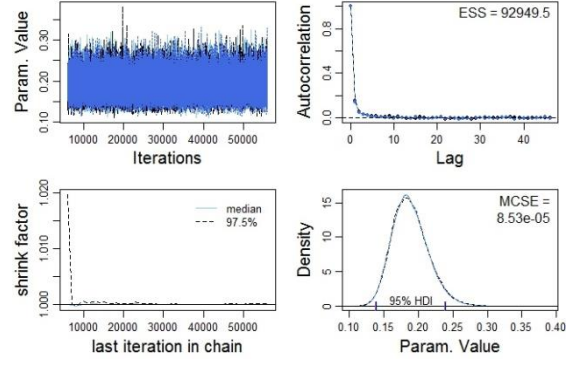 Param. Value
0.10 0.20 0.30
10000 20000 30000 40000 50000
Iterations
Autocorrelation
0.0 0.4 0.8
ESS = 92949.5
0 10 20 30 40
Lag
shrink factor
1.000 1.010 1.020
median
97.5%
10000 20000 30000 40000 50000
last iteration in chain
Density
0 5 10 15
MCSE =
8.53e-05
95% HDI
0.10 0.15 0.20 0.25 0.30 0.35 0.40
Param. Value